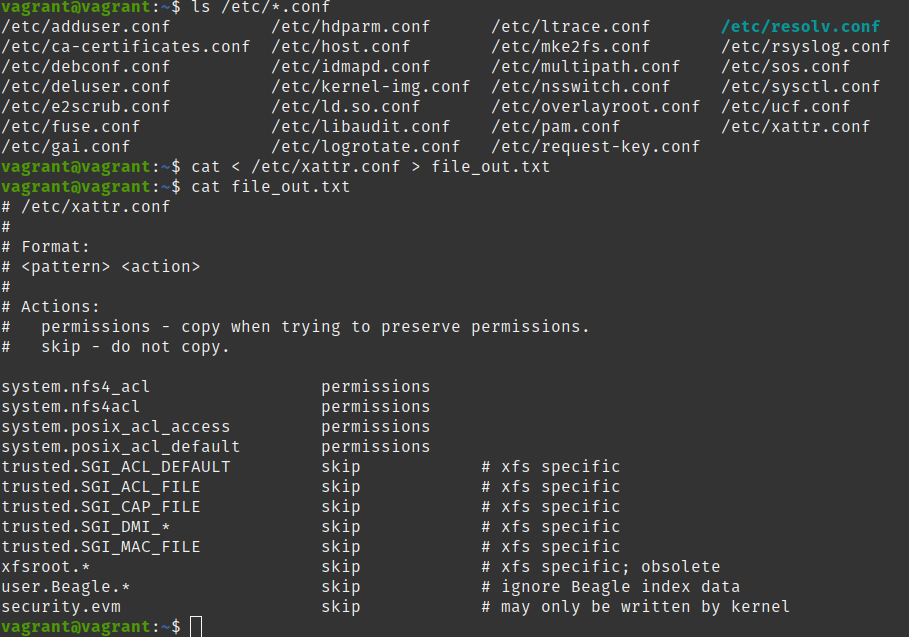 vagrant@vagrant:~$ ls /etc/*.conf
/etc/adduser.conf          /etc/hdparm.conf      /etc/ltrace.conf       /etc/resolv.conf
/etc/ca-certificates.conf  /etc/host.conf        /etc/mke2fs.conf       /etc/rsyslog.conf
/etc/debconf.conf          /etc/idmapd.conf      /etc/multipath.conf    /etc/sos.conf
/etc/deluser.conf          /etc/kernel-img.conf  /etc/nsswitch.conf     /etc/sysctl.conf
/etc/e2scrub.conf          /etc/ld.so.conf       /etc/overlayroot.conf  /etc/ucf.conf
/etc/fuse.conf             /etc/libaudit.conf    /etc/pam.conf          /etc/xattr.conf
/etc/gai.conf              /etc/logrotate.conf   /etc/request-key.conf
vagrant@vagrant:~$ cat < /etc/xattr.conf > file_out.txt
vagrant@vagrant:~$ cat file_out.txt
# /etc/xattr.conf
#
# Format:
# <pattern> <action>
#
# Actions:
#   permissions - copy when trying to preserve permissions.
#   skip - do not copy.

system.nfs4_acl                 permissions
system.nfs4acl                  permissions
system.posix_acl_access         permissions
system.posix_acl_default        permissions
trusted.SGI_ACL_DEFAULT         skip            # xfs specific
trusted.SGI_ACL_FILE            skip            # xfs specific
trusted.SGI_CAP_FILE            skip            # xfs specific
trusted.SGI_DMI_*               skip            # xfs specific
trusted.SGI_MAC_FILE            skip            # xfs specific
xfsroot.*                       skip            # xfs specific; obsolete
user.Beagle.*                   skip            # ignore Beagle index data
security.evm                    skip            # may only be written by kernel
vagrant@vagrant:~$